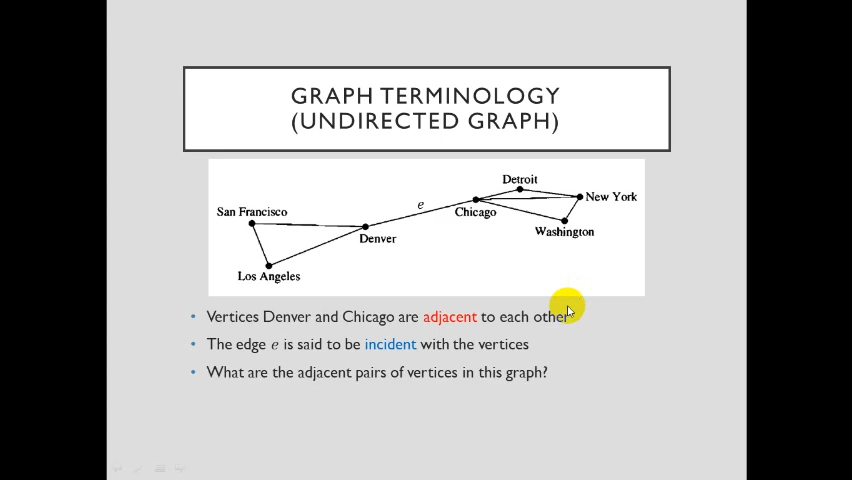 GRAPH TERMINOLOGY
(UNDIRECTED GRAPH)
Detroit
e
New York
San Francisco
Chicago
Denver
Washington
Los Angeles
• Vertices Denver and Chicago are adjacent to each other
• The edge e is said to be incident with the vertices
• What are the adjacent pairs of vertices in this graph?